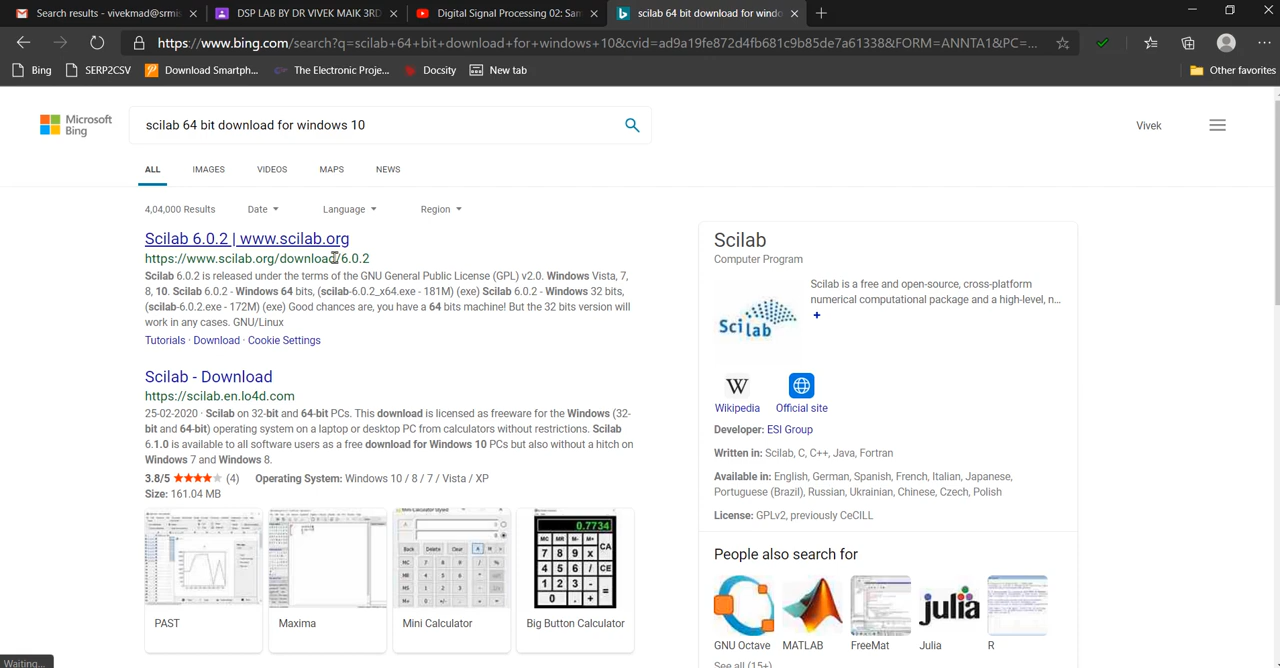 Search results - vivekmad@srmis
DSP LAB BY DR VIVEK MAIK 3RD
Digital Signal Processing 02: Sam
scilab 64 bit download for windo
https://www.bing.com/search?q=scilab+64+bit+download+for+windows+10&cvid=ad9a19fe872d4fb681c9b85de7a61338&FORM=ANNTA1&PC=...
Bing
SERP2CSV
Download Smartph...
The Electronic Proje...
Docsity
New tab
Other favorites
Microsoft
Bing
scilab 64 bit download for windows 10
Vivek
ALL IMAGES VIDEOS MAPS NEWS
4,04,000 Results Date Language Region
Scilab 6.0.2 | www.scilab.org
https://www.scilab.org/download/6.0.2
Scilab 6.0.2 is released under the terms of the GNU General Public License (GPL) v2.0. Windows Vista, 7,
8, 10. Scilab 6.0.2 - Windows 64 bits, (scilab-6.0.2_x64.exe - 181M) (exe) Scilab 6.0.2 - Windows 32 bits,
(scilab-6.0.2.exe - 172M) (exe) Good chances are, you have a 64 bits machine! But the 32 bits version will
work in any cases. GNU/Linux
Tutorials · Download · Cookie Settings
Scilab - Download
https://scilab.en.lo4d.com
25-02-2020 · Scilab on 32-bit and 64-bit PCs. This download is licensed as freeware for the Windows (32-
bit and 64-bit) operating system on a laptop or desktop PC from calculators without restrictions. Scilab
6.1.0 is available to all software users as a free download for Windows 10 PCs but also without a hitch on
Windows 7 and Windows 8.
3.8/5 (4) Operating System: Windows 10 / 8 / 7 / Vista / XP
Size: 161.04 MB
0.7734
PAST
Maxima
Mini Calculator
Big Button Calculator
Scilab
Computer Program
Scilab is a free and open-source, cross-platform
numerical computational package and a high-level, n...
+
Scilab
W
Wikipedia
Official site
Developer: ESI Group
Written in: Scilab, C, C++, Java, Fortran
Available in: English, German, Spanish, French, Italian, Japanese,
Portuguese (Brazil), Russian, Ukrainian, Chinese, Czech, Polish
License: GPLv2, previously CeCILL
People also search for
julia
GNU Octave
MATLAB
FreeMat
Julia
R
See all (15+)
Waiting...